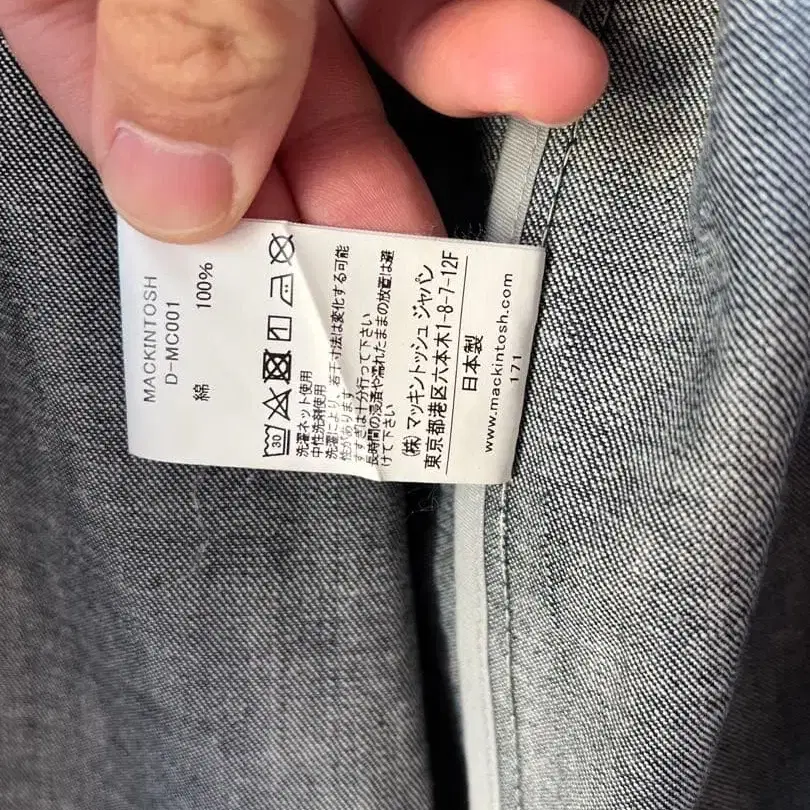 MACKINTOSH
D-MC001
綿 100%
30
洗濯ネット使用
中性洗剤使用
洗濯により、若干寸法は変化する可能
性があります
すすぎは十分行って下さい
長時間の浸漬や濡れたままの放置は避
けて下さい
(株)マッキントッシュ ジャパン
東京都港区六本木1-8-7-12F
日本製
www.mackintosh.com
171